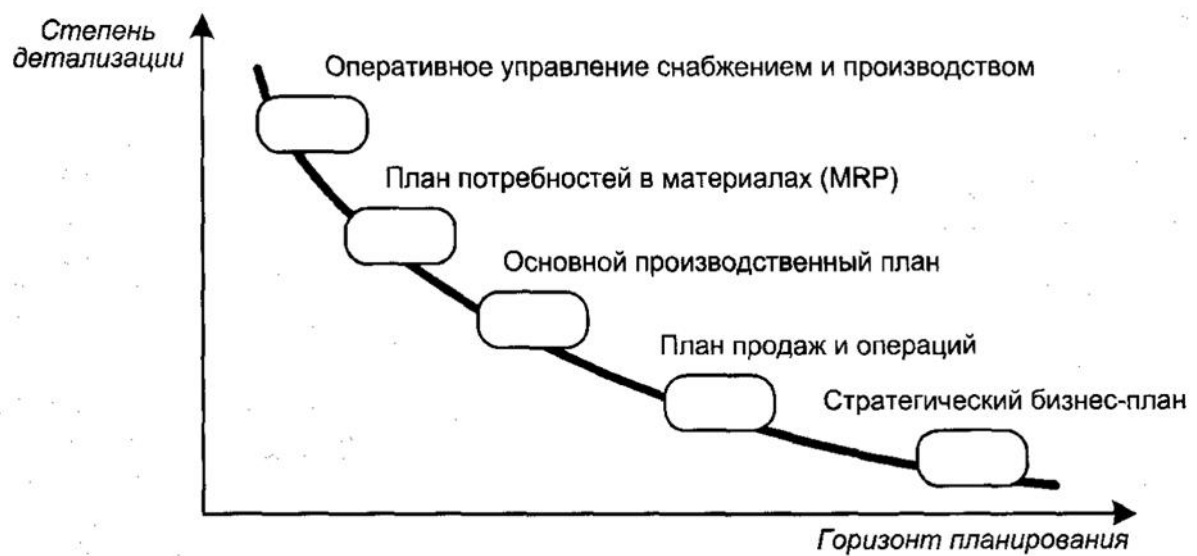 Степень
детализации
Оперативное управление снабжением и производством
План потребностей в материалах (MRP)
Основной производственный план
План продаж и операций
Стратегический бизнес-план
Горизонт планирования